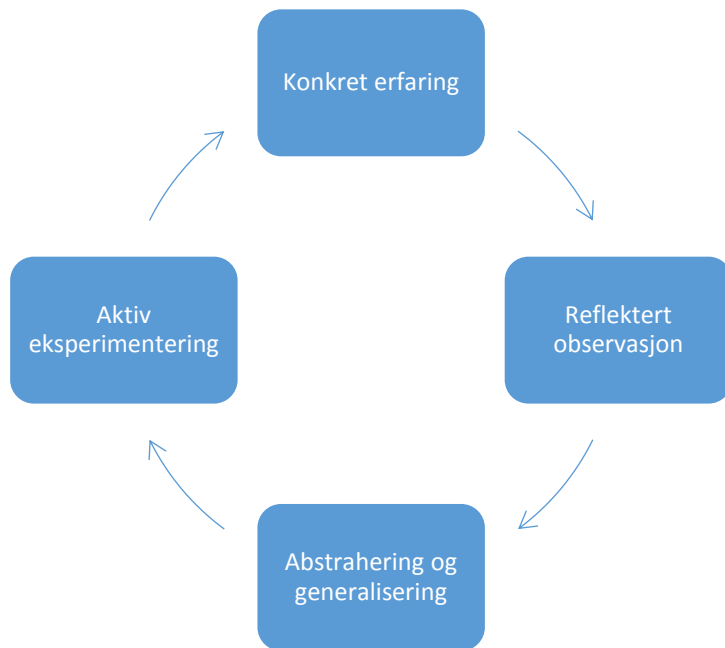 Konkret erfaring
Reflektert
observasjon
Abstrahering og
generalisering
Aktiv
eksperimentering